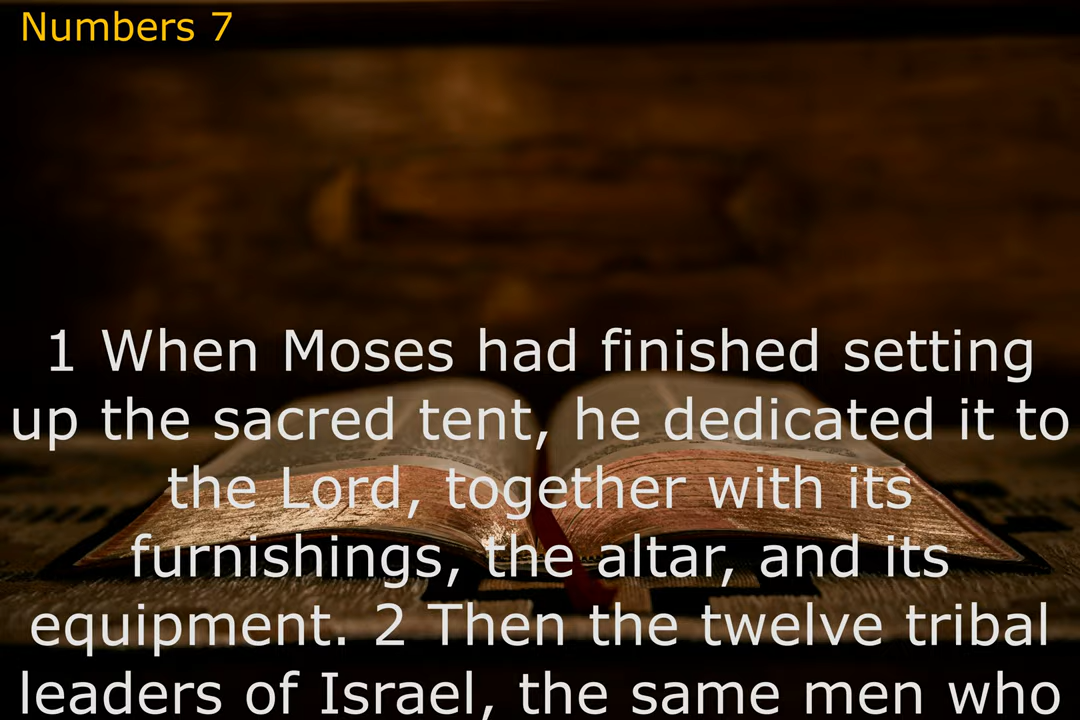 Numbers 7
1 When Moses had finished setting
up the sacred tent, he dedicated it to
the Lord, together with its
furnishings, the altar, and its
equipment. 2 Then the twelve tribal
leaders of Israel, the same men who